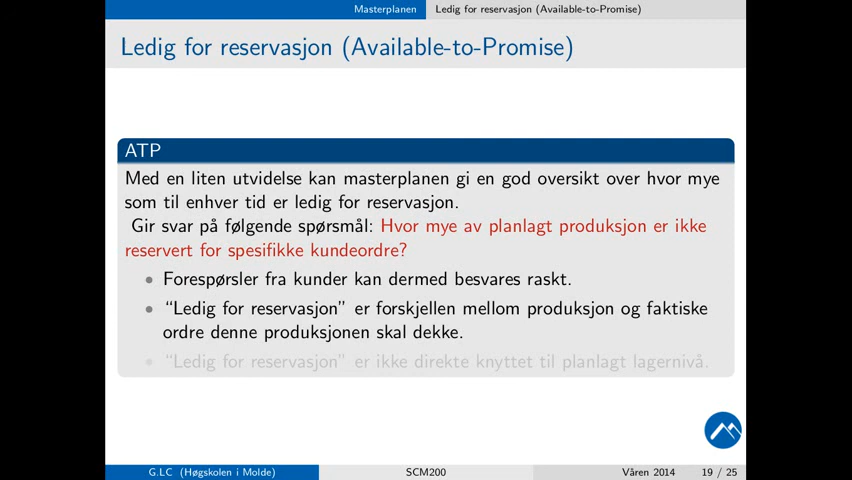 Masterplanen Ledig for reservasjon (Available-to-Promise)
Ledig for reservasjon (Available-to-Promise)
ATP
Med en liten utvidelse kan masterplanen gi en god oversikt over hvor mye
som til enhver tid er ledig for reservasjon.
Gir svar på følgende spørsmål: Hvor mye av planlagt produksjon er ikke
reservert for spesifikke kundeordre?
• Forespørsler fra kunder kan dermed besvares raskt.
• “Ledig for reservasjon” er forskjellen mellom produksjon og faktiske
ordre denne produksjonen skal dekke.
• “Ledig for reservasjon” er ikke direkte knyttet til planlagt lagernivå.
G.LC (Høgskolen i Molde) SCM200 Våren 2014 19 / 25